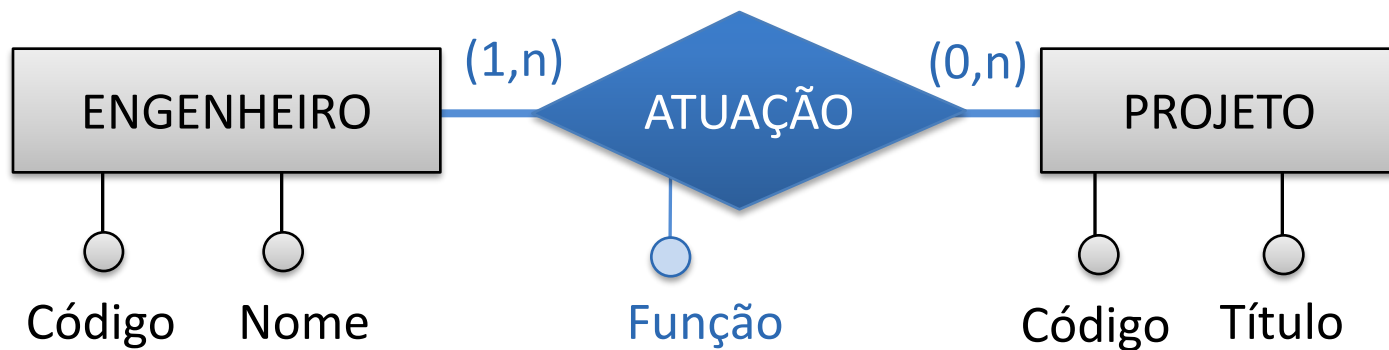 (1,n) (0,n)
ENGENHEIRO ATUAÇÃO PROJETO
Código Nome Função Código Título